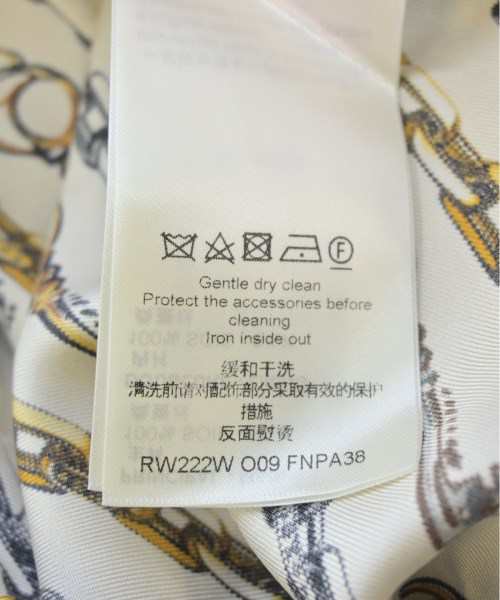 F
Gentle dry clean
Protect the accessories before
cleaning
Iron inside out
缓和干洗
清洗前请对配价部分采取有效的保护
措施
反面熨烫
RW222W O09 FNPA38